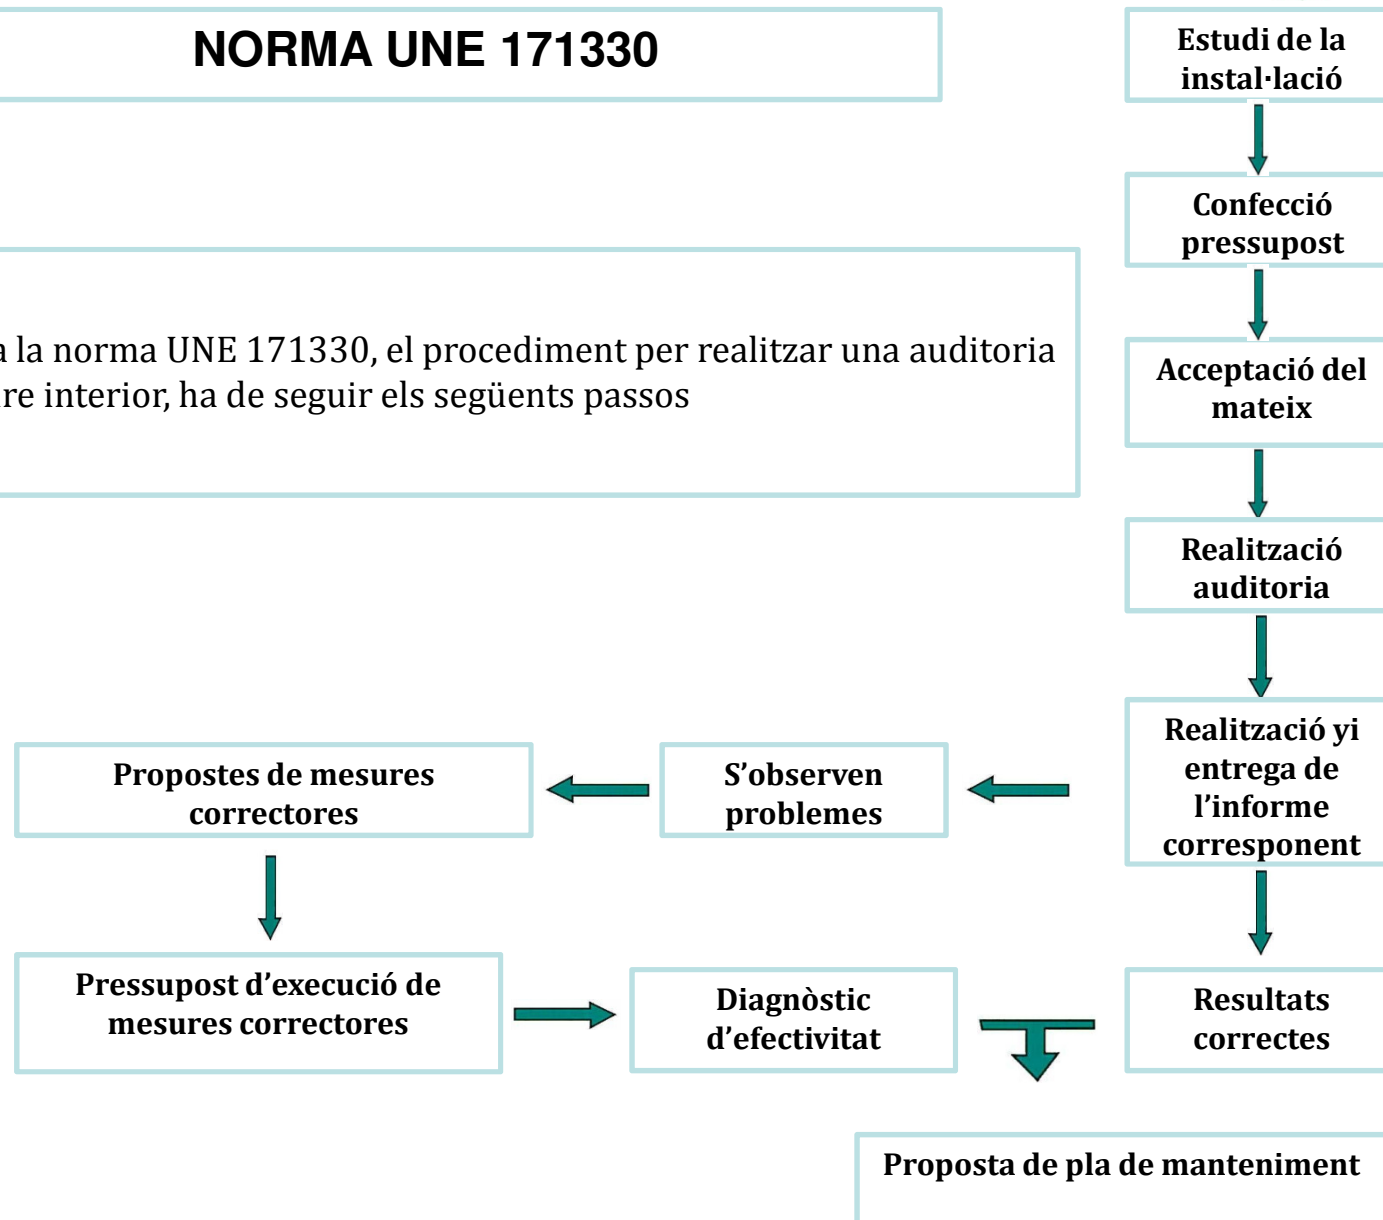 NORMA UNE 171330
Estudi de la
instal·lació
Confecció
pressupost
a la norma UNE 171330, el procediment per realitzar una auditoria
re interior, ha de seguir els següents passos
Acceptació del
mateix
Realització
auditoria
Realització yi
entrega de
l’informe
corresponent
S’observen
problemes
Propostes de mesures
correctores
Pressupost d’execució de
mesures correctores
Diagnòstic
d’efectivitat
Resultats
correctes
Proposta de pla de manteniment